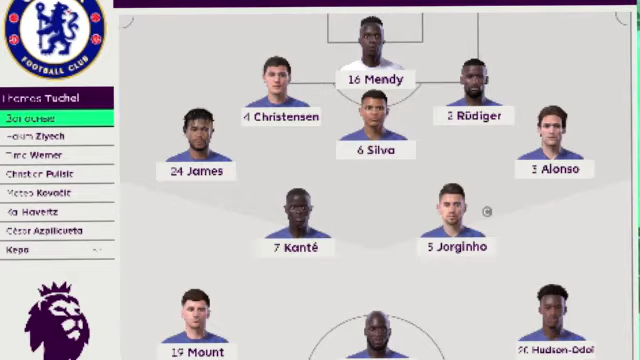 FOOTBALL CLUB
Thomas Tuchel
Запасные
Hakim Ziyech
Timo Werner
Christian Pulisic
Mateo Kovačić
Kai Havertz
César Azpilicueta
Kepa
16 Mendy
4 Christensen
2 Rüdiger
6 Silva
24 James
3 Alonso
7 Kanté
5 Jorginho
C
19 Mount
20 Hudson-Odoi